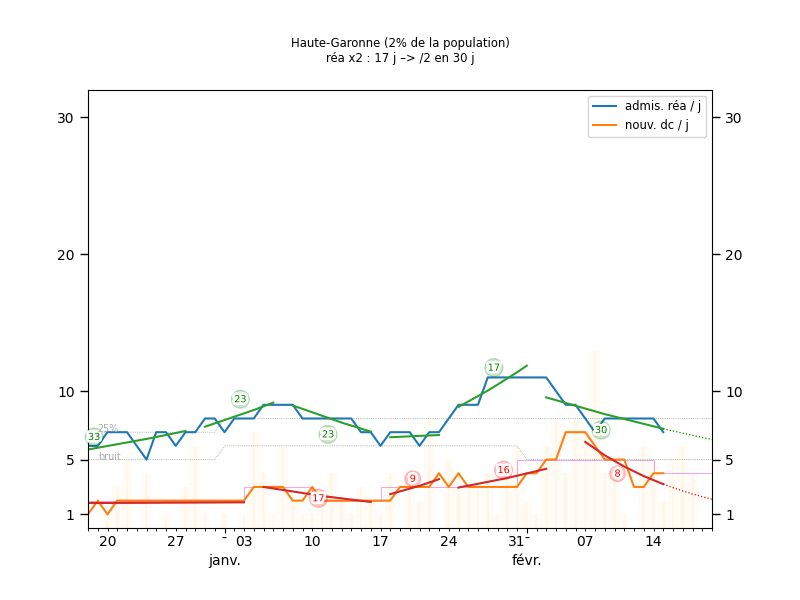 Haute-Garonne (2% de la population)
réa x2 : 17 j –> /2 en 30 j
admis. réa / j
nouv. dc / j
30 30
20 20
10 10
5 5
1 1
25%
bruit
33 23 23 17 30
17 9 16 8
20 27 03 10 17 24 31 07 14
janv. févr.